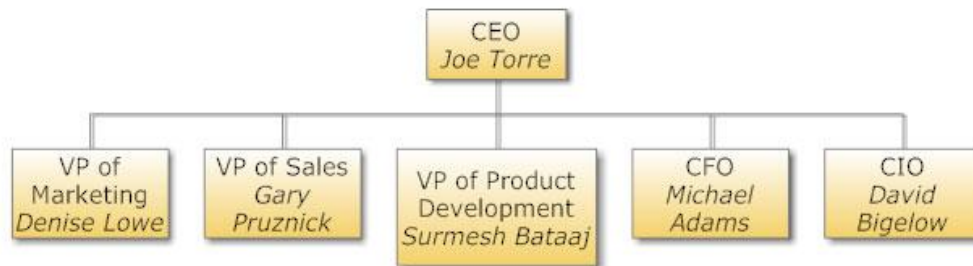 CEO
Joe Torre
VP of
Marketing
Denise Lowe
VP of Sales
Gary
Pruznick
VP of Product
Development
Surmesh Bataaj
CFO
Michael
Adams
CIO
David
Bigelow